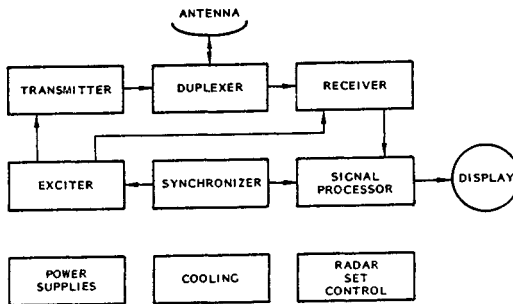 ANTENNA
TRANSMITTER
DUPLEXER
RECEIVER
EXCITER
SYNCHRONIZER
SIGNAL
PROCESSOR
DISPLAY
POWER
SUPPLIES
COOLING
RADAR
SET
CONTROL